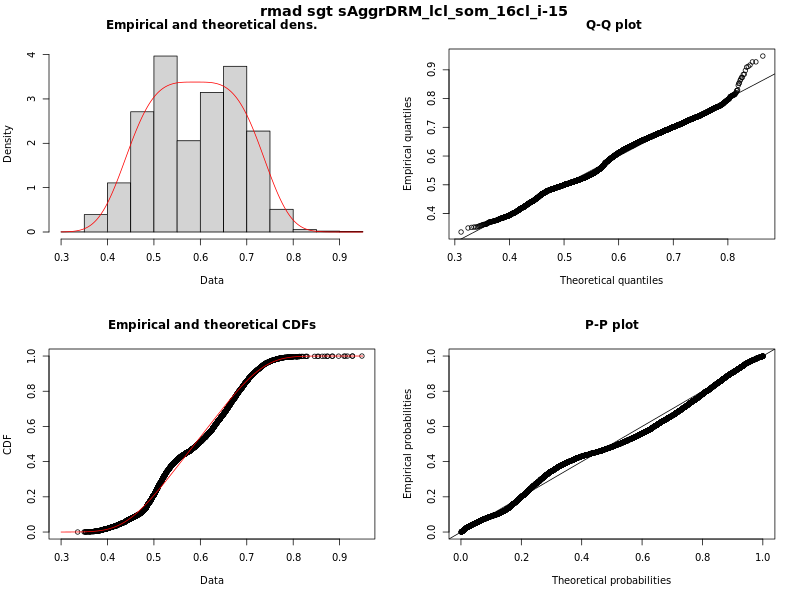 rmad sgt sAggrDRM_lcl_som_16cl_i-15
Empirical and theoretical dens.
Density
0 1 2 3 4
0.3 0.4 0.5 0.6 0.7 0.8 0.9
Data
Q-Q plot
Empirical quantiles
0.4 0.5 0.6 0.7 0.8 0.9
0.3 0.4 0.5 0.6 0.7 0.8
Theoretical quantiles
Empirical and theoretical CDFs
CDF
0.0 0.2 0.4 0.6 0.8 1.0
0.3 0.4 0.5 0.6 0.7 0.8 0.9
Data
P-P plot
Empirical probabilities
0.0 0.2 0.4 0.6 0.8 1.0
0.0 0.2 0.4 0.6 0.8 1.0
Theoretical probabilities